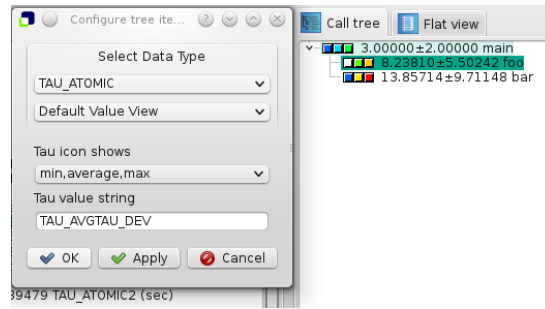 Configure tree ite...
Select Data Type
TAU_ATOMIC
Default Value View
Tau icon shows
min,average,max
Tau value string
TAU_AVGTAU_DEV
OK
Apply
Cancel
39479 TAU_ATOMIC2 (sec)
Call tree
Flat view
3.00000±2.00000 main
8.23810±5.50242 foo
13.85714±9.71148 bar